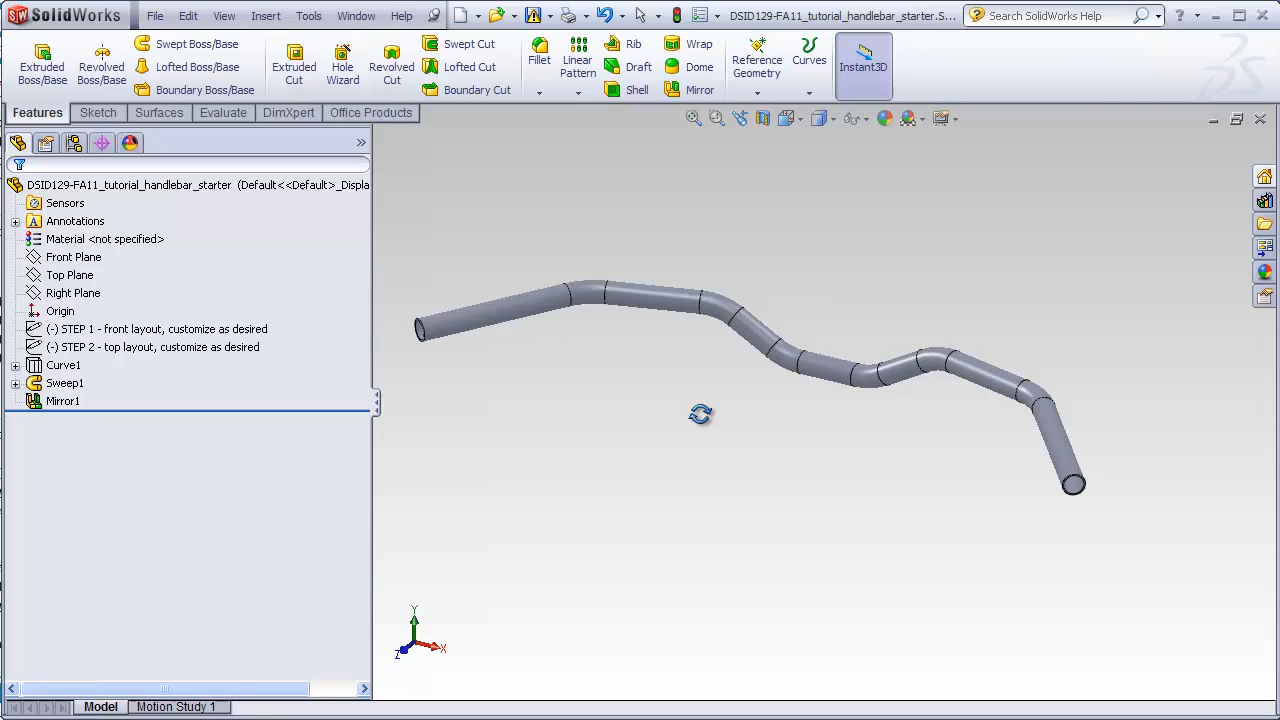 SolidWorks File Edit View Insert Tools Window Help DSID129-FA11_tutorial_handlebar_starter.S... Search SolidWorks Help
Extruded Boss/Base
Revolved Boss/Base
Swept Boss/Base
Lofted Boss/Base
Boundary Boss/Base
Extruded Cut
Hole Wizard
Revolved Cut
Swept Cut
Lofted Cut
Boundary Cut
Fillet
Linear Pattern
Rib
Draft
Shell
Wrap
Dome
Mirror
Reference Geometry
Curves
Instant3D
Features Sketch Surfaces Evaluate DimXpert Office Products
DSID129-FA11_tutorial_handlebar_starter (Default<<Default>_Displa
Sensors
Annotations
Material <not specified>
Front Plane
Top Plane
Right Plane
Origin
(-) STEP 1 - front layout, customize as desired
(-) STEP 2 - top layout, customize as desired
Curve1
Sweep1
Mirror1
Y
X
Z
Model Motion Study 1